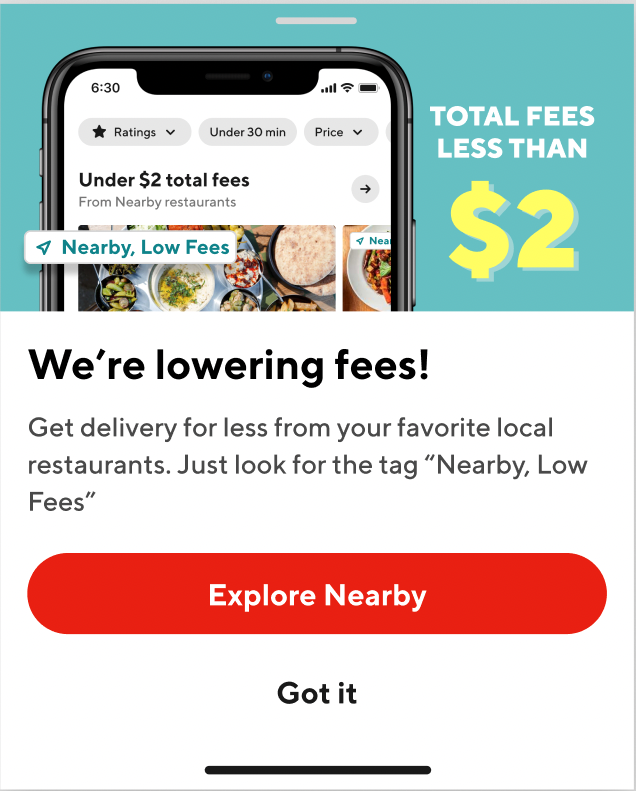 6:30
TOTAL FEES
LESS THAN
$2
Ratings
Under 30 min
Price
Under $2 total fees
From Nearby restaurants
Nearby, Low Fees
We're lowering fees!
Get delivery for less from your favorite local
restaurants. Just look for the tag “Nearby, Low
Fees”
Explore Nearby
Got it